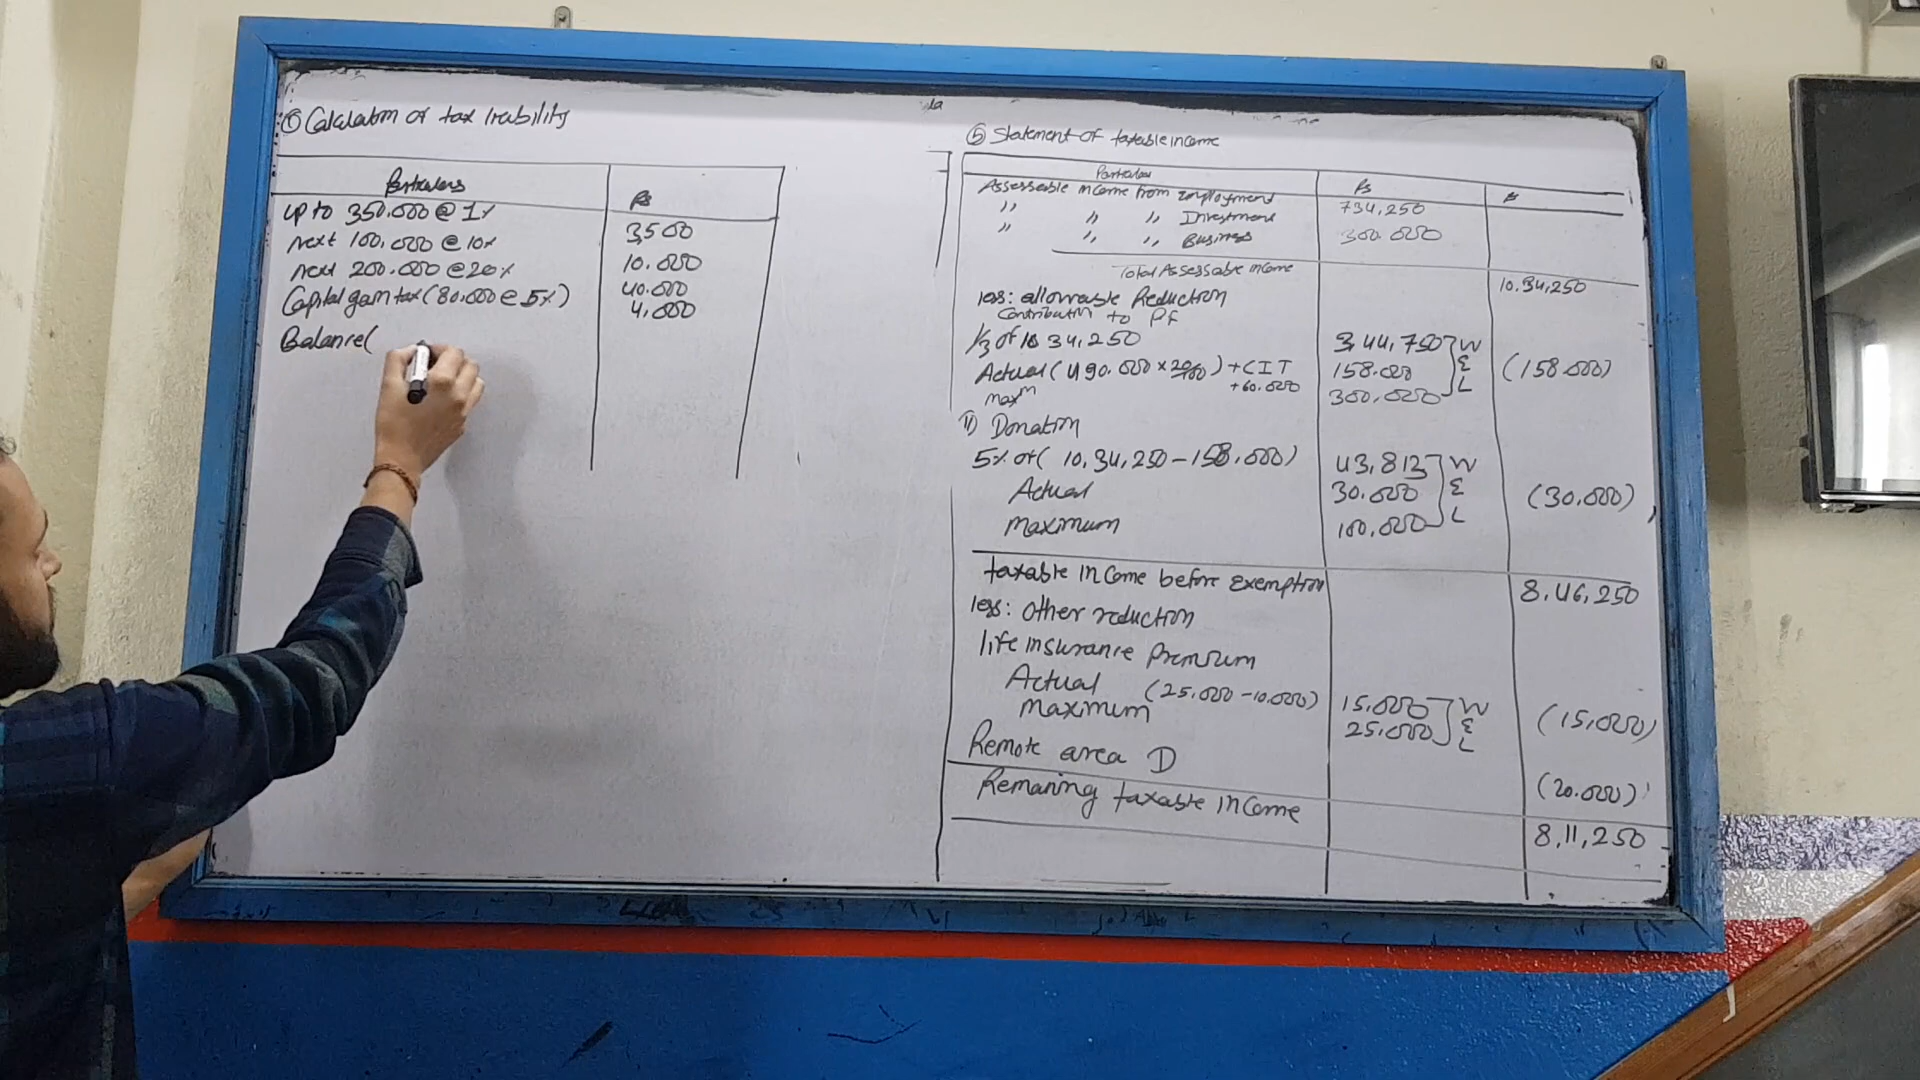 ⑥ Calculation of tax liability
Particulars Rs
up to 350.000 @ 1% 3,500
next 100,000 @ 10% 10.000
next 200.000 @ 20% 40.000
Capital gain tax (80,000 @ 5%) 4,000
Balance(
⑤ Statement of taxable income
Particulars Rs Rs
Assessable income from employment 734,250
,, ,, ,, Investment 300.000
,, ,, ,, Business
Total Assessable income 10.34,250
less: allowable Reduction
Contribution to PF
1/3 of 10 34,250 3,44,750 W
Actual (490.000 × 20/100) + CIT 158.000 E (158.000)
+60.000
maxm 300,000 L
II) Donation
5% of ( 10,34,250 – 158,000) 43,813 W
Actual 30.000 E (30,000)
maximum 100,000 L
taxable income before exemption 8,46,250
less: other reduction
life insurance premium
Actual (25,000 – 10.000) 15.000 W (15,000)
maximum 25.000 E L
Remote area D (20.000)
Remaining taxable income 8,11,250